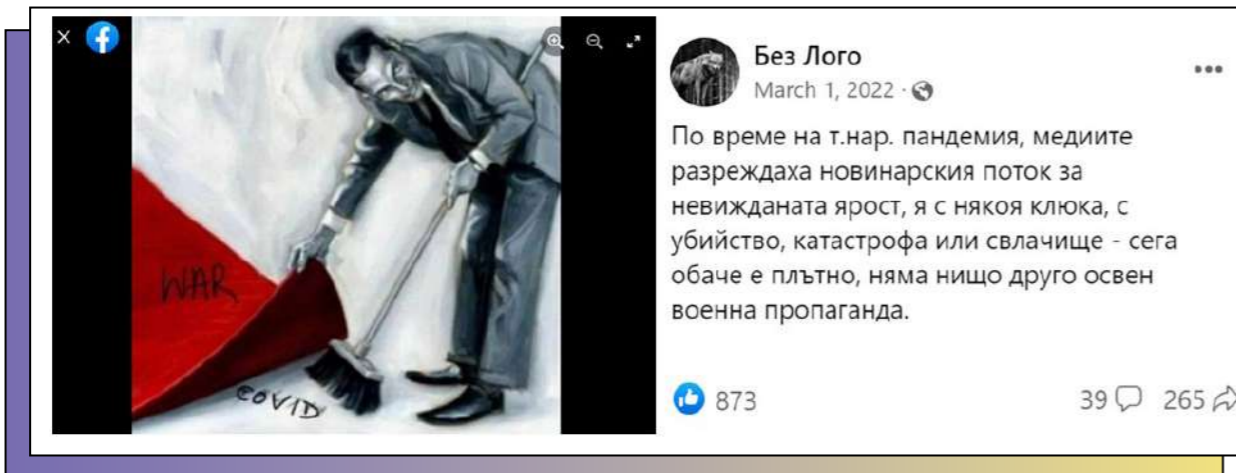 Без Лого
March 1, 2022
По време на т.нар. пандемия, медиите
разреждаха новинарския поток за
невижданата ярост, я с някоя клюка, с
убийство, катастрофа или свлачище - сега
обаче е плътно, няма нищо друго освен
военна пропаганда.
WAR
COVID
873
39 265